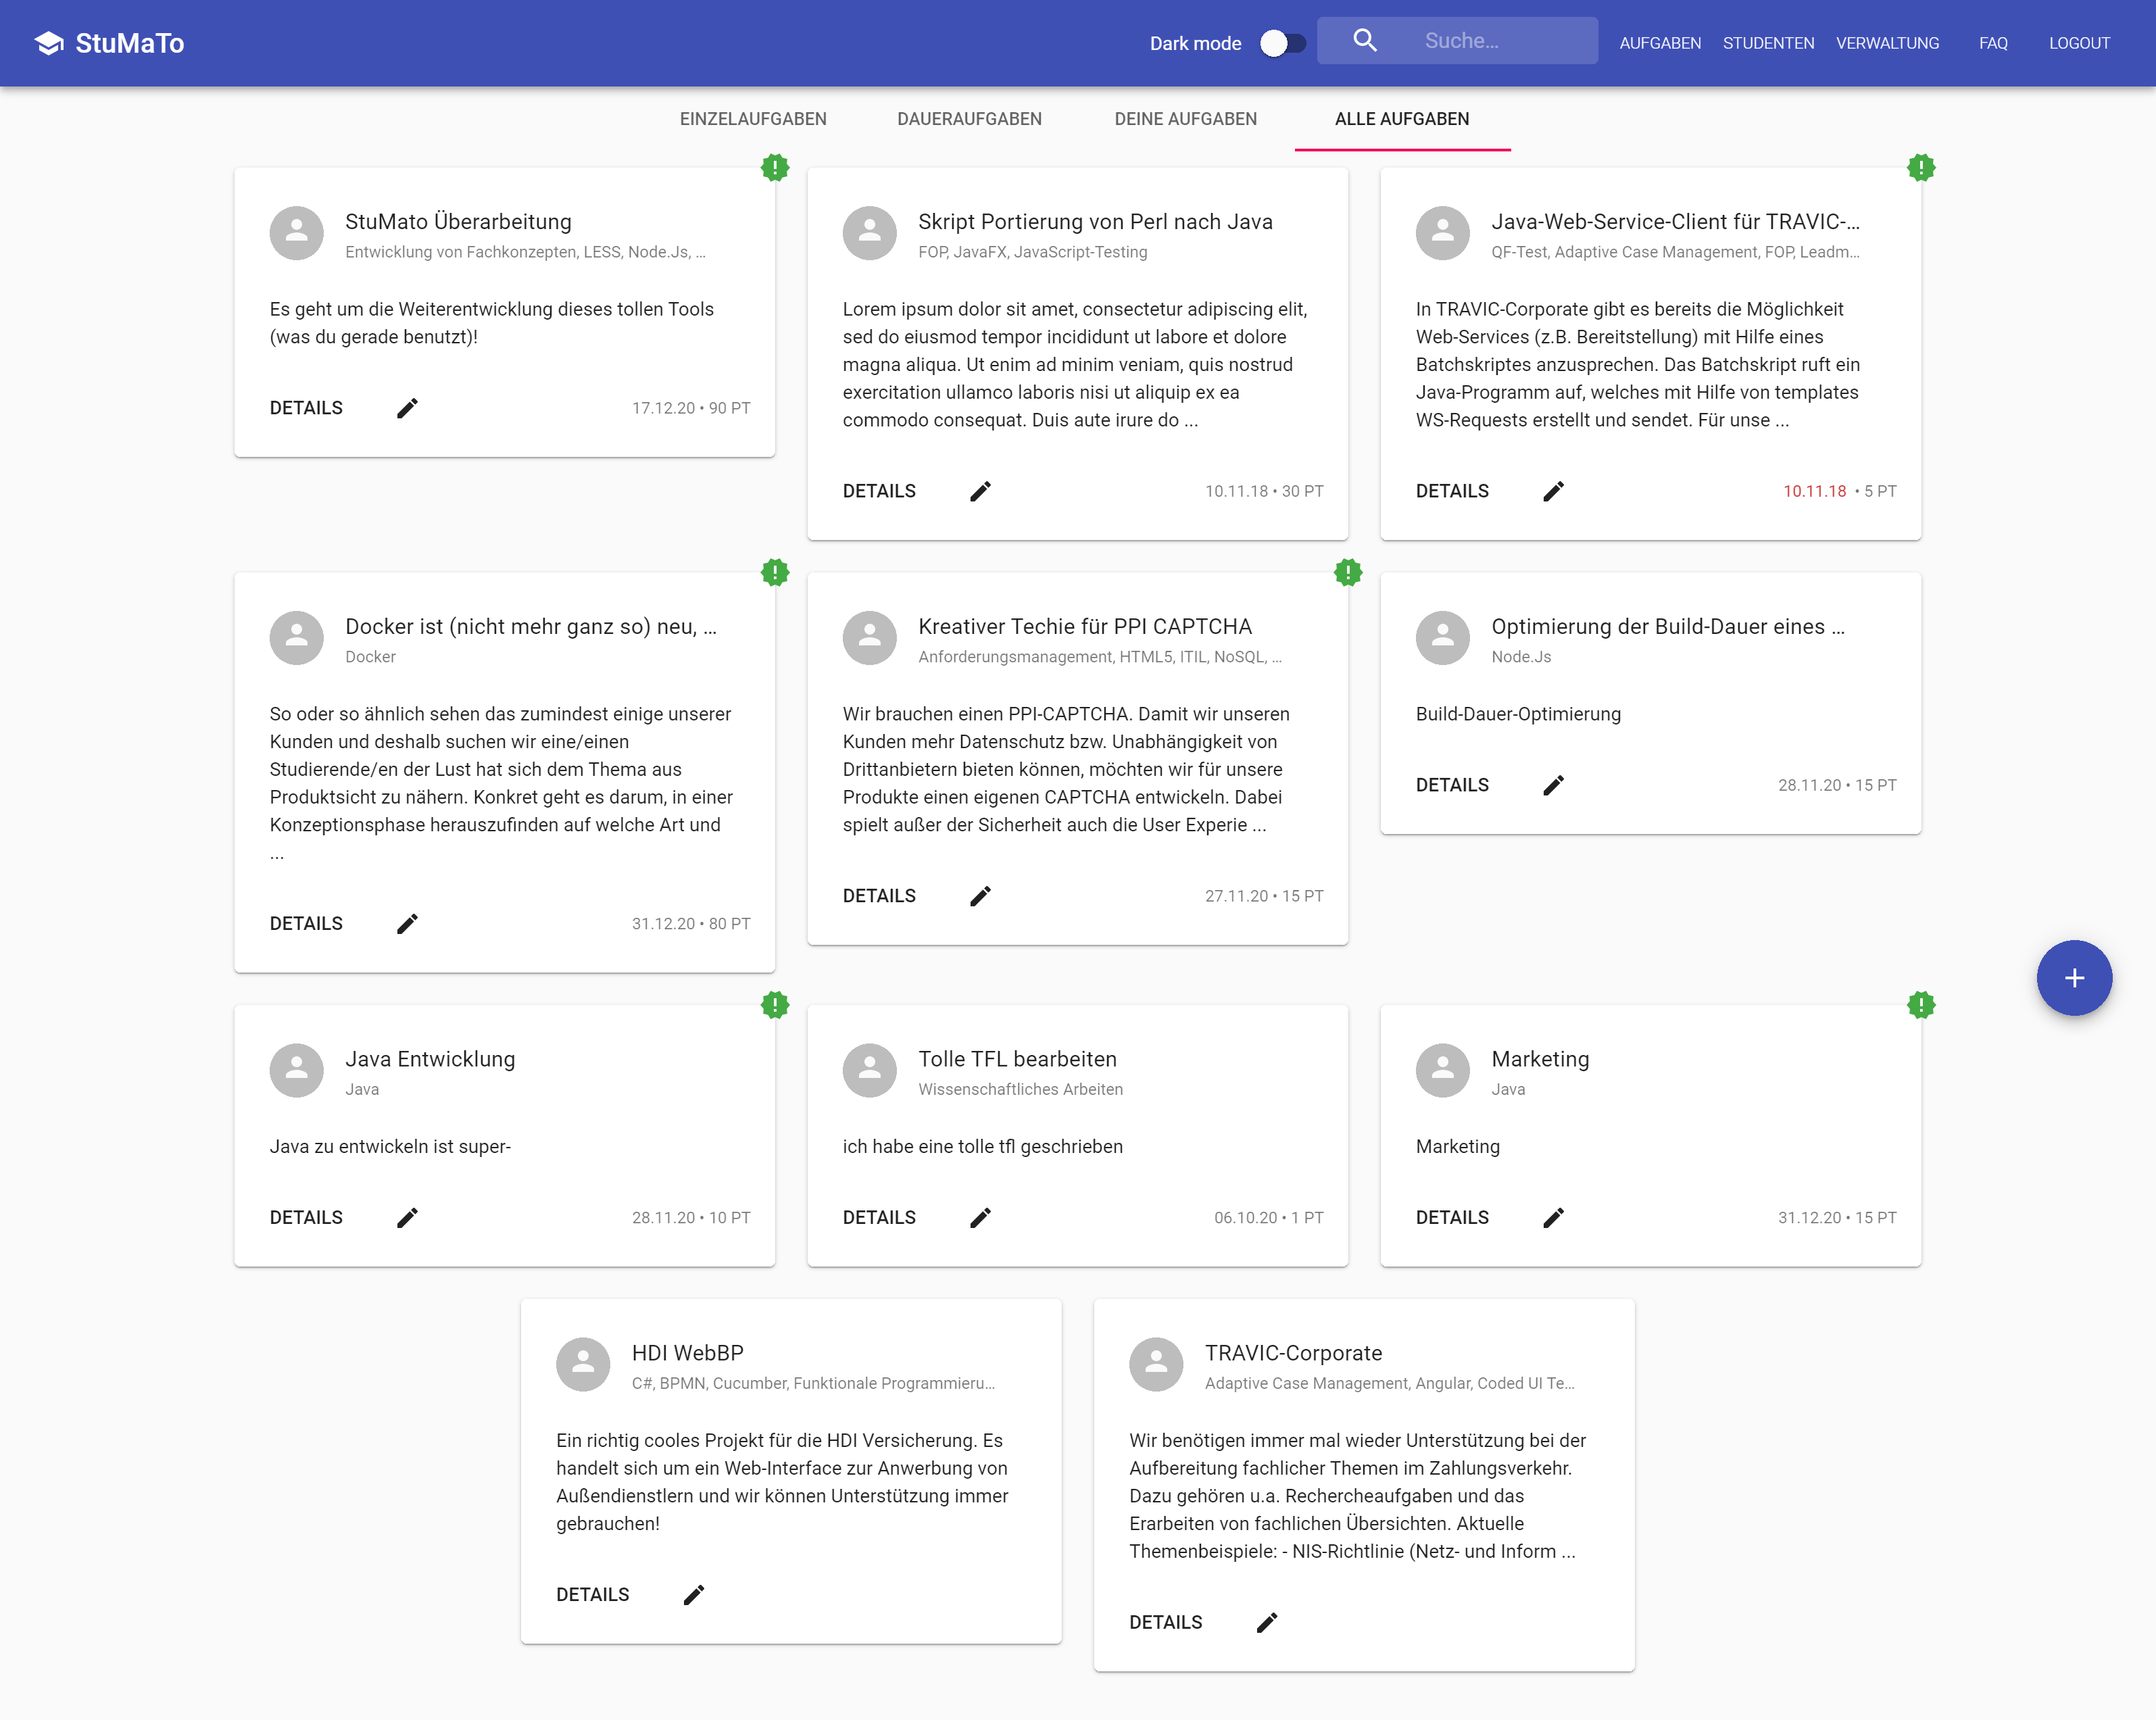 StuMaTo
Dark mode
Suche...
AUFGABEN STUDENTEN VERWALTUNG FAQ LOGOUT
EINZELAUFGABEN DAUERAUFGABEN DEINE AUFGABEN ALLE AUFGABEN
StuMato Überarbeitung
Entwicklung von Fachkonzepten, LESS, Node.Js, ...
Es geht um die Weiterentwicklung dieses tollen Tools
(was du gerade benutzt)!
DETAILS 17.12.20 • 90 PT
Skript Portierung von Perl nach Java
FOP, JavaFX, JavaScript-Testing
Lorem ipsum dolor sit amet, consectetur adipiscing elit,
sed do eiusmod tempor incididunt ut labore et dolore
magna aliqua. Ut enim ad minim veniam, quis nostrud
exercitation ullamco laboris nisi ut aliquip ex ea
commodo consequat. Duis aute irure do ...
DETAILS 10.11.18 • 30 PT
Java-Web-Service-Client für TRAVIC-...
QF-Test, Adaptive Case Management, FOP, Leadm...
In TRAVIC-Corporate gibt es bereits die Möglichkeit
Web-Services (z.B. Bereitstellung) mit Hilfe eines
Batchskriptes anzusprechen. Das Batchskript ruft ein
Java-Programm auf, welches mit Hilfe von templates
WS-Requests erstellt und sendet. Für unse ...
DETAILS 10.11.18 • 5 PT
Docker ist (nicht mehr ganz so) neu, ...
Docker
So oder so ähnlich sehen das zumindest einige unserer
Kunden und deshalb suchen wir eine/einen
Studierende/en der Lust hat sich dem Thema aus
Produktsicht zu nähern. Konkret geht es darum, in einer
Konzeptionsphase herauszufinden auf welche Art und
...
DETAILS 31.12.20 • 80 PT
Kreativer Techie für PPI CAPTCHA
Anforderungsmanagement, HTML5, ITIL, NoSQL, ...
Wir brauchen einen PPI-CAPTCHA. Damit wir unseren
Kunden mehr Datenschutz bzw. Unabhängigkeit von
Drittanbietern bieten können, möchten wir für unsere
Produkte einen eigenen CAPTCHA entwickeln. Dabei
spielt außer der Sicherheit auch die User Experie ...
DETAILS 27.11.20 • 15 PT
Optimierung der Build-Dauer eines ...
Node.Js
Build-Dauer-Optimierung
DETAILS 28.11.20 • 15 PT
Java Entwicklung
Java
Java zu entwickeln ist super-
DETAILS 28.11.20 • 10 PT
Tolle TFL bearbeiten
Wissenschaftliches Arbeiten
ich habe eine tolle tfl geschrieben
DETAILS 06.10.20 • 1 PT
Marketing
Java
Marketing
DETAILS 31.12.20 • 15 PT
HDI WebBP
C#, BPMN, Cucumber, Funktionale Programmieru...
Ein richtig cooles Projekt für die HDI Versicherung. Es
handelt sich um ein Web-Interface zur Anwerbung von
Außendienstlern und wir können Unterstützung immer
gebrauchen!
DETAILS
TRAVIC-Corporate
Adaptive Case Management, Angular, Coded UI Te...
Wir benötigen immer mal wieder Unterstützung bei der
Aufbereitung fachlicher Themen im Zahlungsverkehr.
Dazu gehören u.a. Rechercheaufgaben und das
Erarbeiten von fachlichen Übersichten. Aktuelle
Themenbeispiele: - NIS-Richtlinie (Netz- und Inform ...
DETAILS